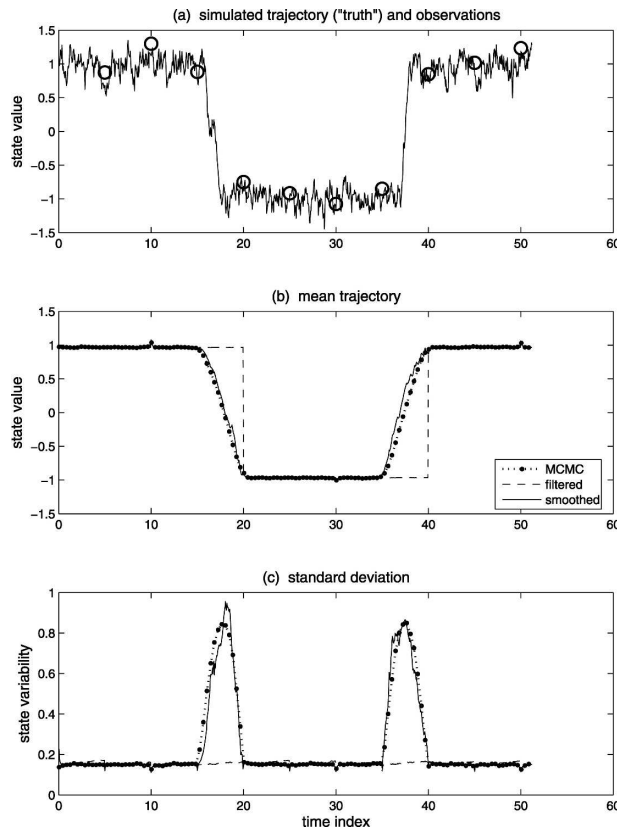 (a) simulated trajectory ("truth") and observations
1.5
1
0.5
0
−0.5
−1
−1.5
state value
0 10 20 30 40 50 60
(b) mean trajectory
1.5
1
0.5
0
−0.5
−1
−1.5
state value
MCMC
filtered
smoothed
0 10 20 30 40 50 60
(c) standard deviation
1
0.8
0.6
0.4
0.2
0
state variability
0 10 20 30 40 50 60
time index